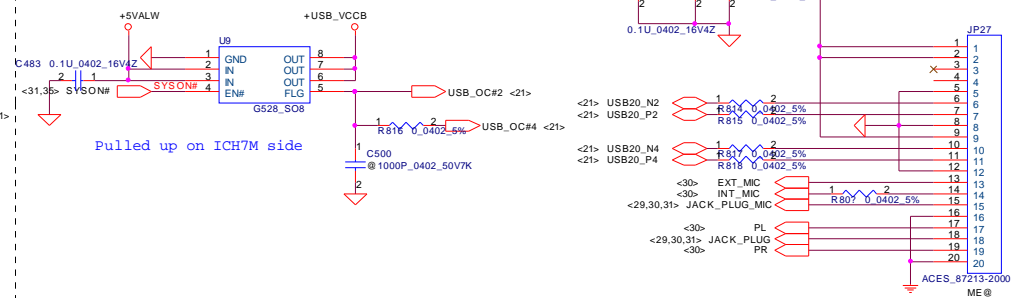 +5VALW
+USB_VCCB
U9
1 GND OUT 8
2 IN OUT 7
3 IN OUT 6
4 EN# FLG 5
G528_SO8
C483 0.1U_0402_16V4Z
2 1
<31,35> SYSON#
SYSON#
USB_OC#2 <21>
1 2
R816 0_0402_5%
USB_OC#4 <21>
Pulled up on ICH7M side
1
C500
@1000P_0402_50V7K
2
2 2 2
0.1U_0402_16V4Z
JP27
1 1
2 2
3 3
4 4
5 5
<21> USB20_N2 1 2 6 6
R814 0_0402_5%
<21> USB20_P2 1 2 7 7
R815 0_0402_5%
8 8
9 9
<21> USB20_N4 1 2 10 10
R817 0_0402_5%
<21> USB20_P4 1 2 11 11
R818 0_0402_5%
12 12
<30> EXT_MIC 13 13
<30> INT_MIC 1 2 14 14
0_0402_5%
<29,30,31> JACK_PLUG_MIC 15 15
16 16
<30> PL 17 17
<29,30,31> JACK_PLUG 18 18
<30> PR 19 19
20 20
ACES_87213-2000
ME@